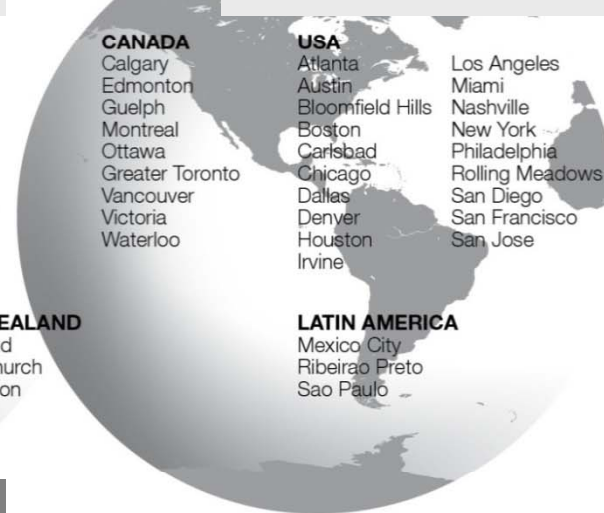 CANADA
Calgary
Edmonton
Guelph
Montreal
Ottawa
Greater Toronto
Vancouver
Victoria
Waterloo
USA
Atlanta
Austin
Bloomfield Hills
Boston
Carlsbad
Chicago
Dallas
Denver
Houston
Irvine
Los Angeles
Miami
Nashville
New York
Philadelphia
Rolling Meadows
San Diego
San Francisco
San Jose
EALAND
d
urch
on
LATIN AMERICA
Mexico City
Ribeirao Preto
Sao Paulo